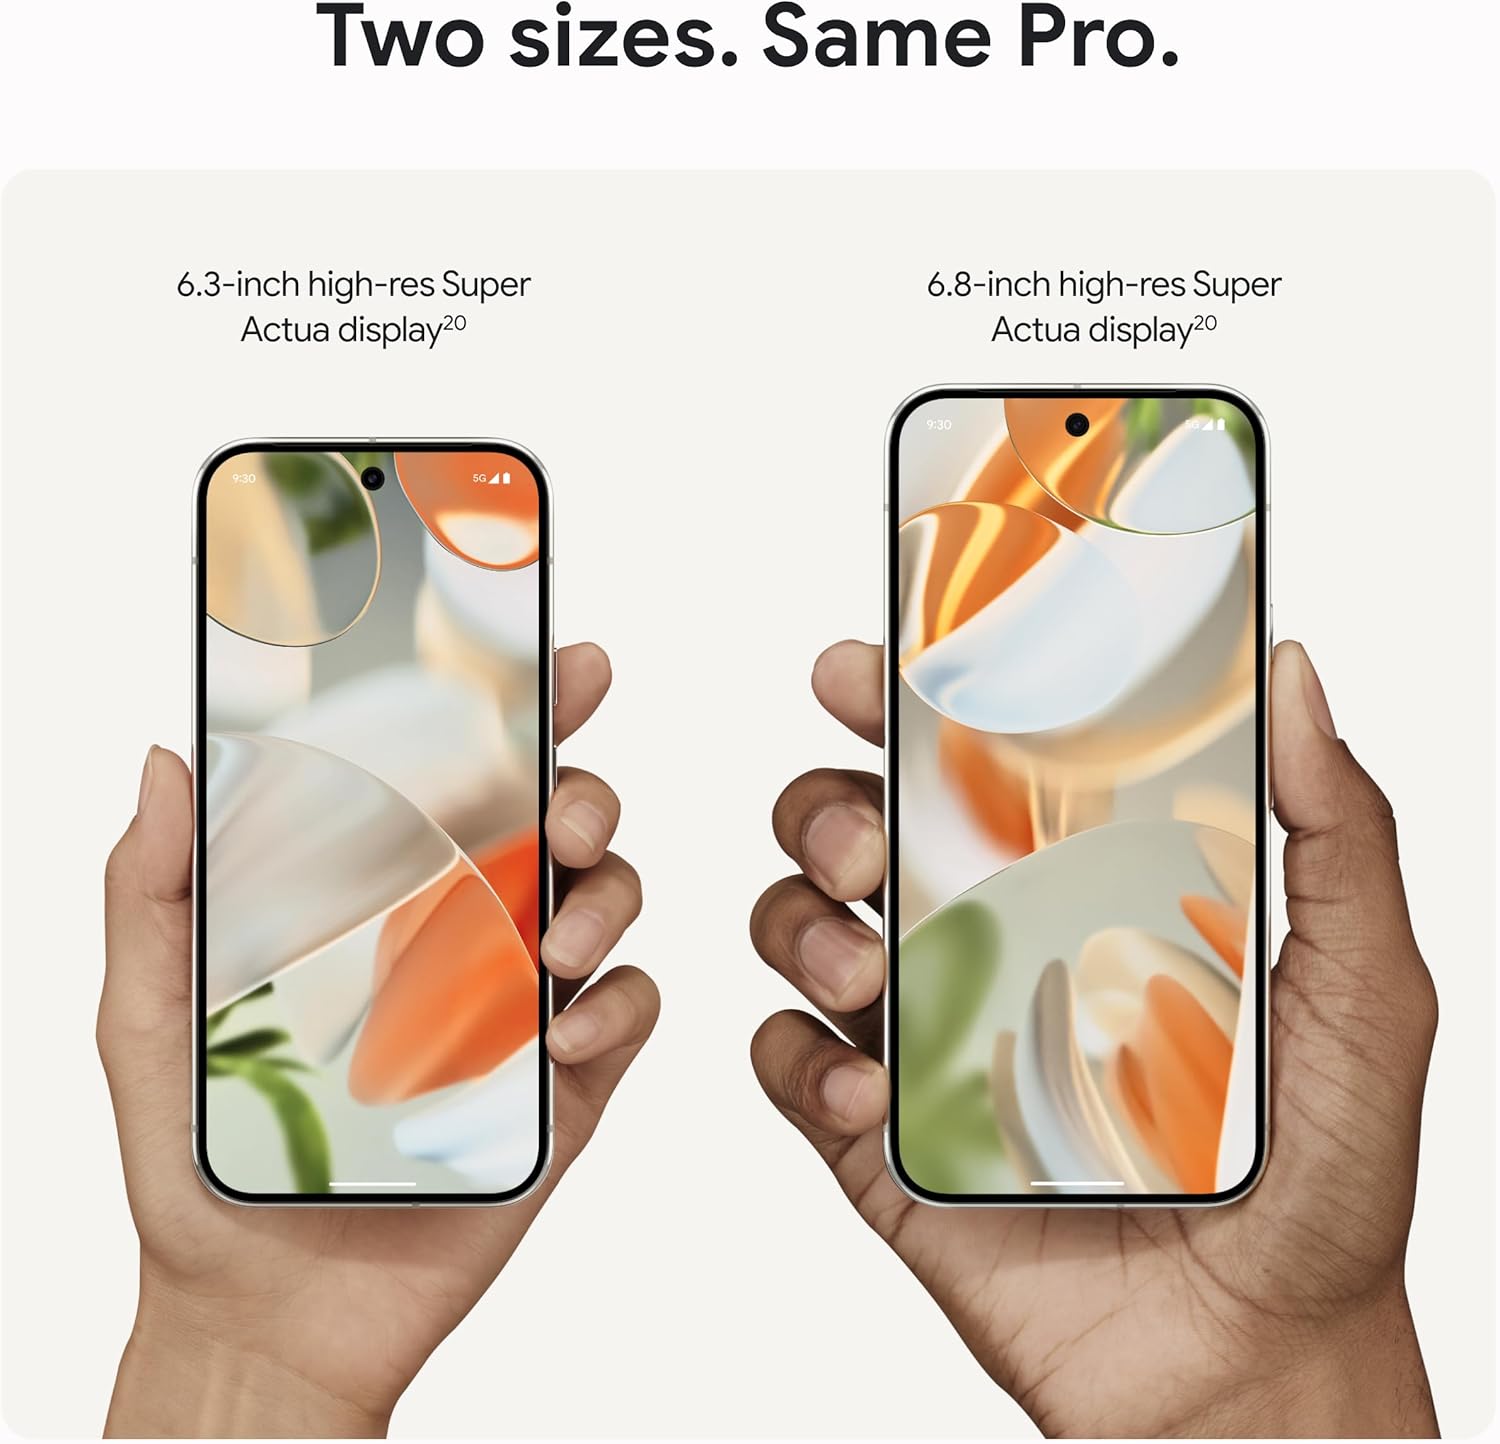 Two sizes. Same Pro.
6.3-inch high-res Super
Actua display20
6.8-inch high-res Super
Actua display20
9:30
5G
9:30
5G